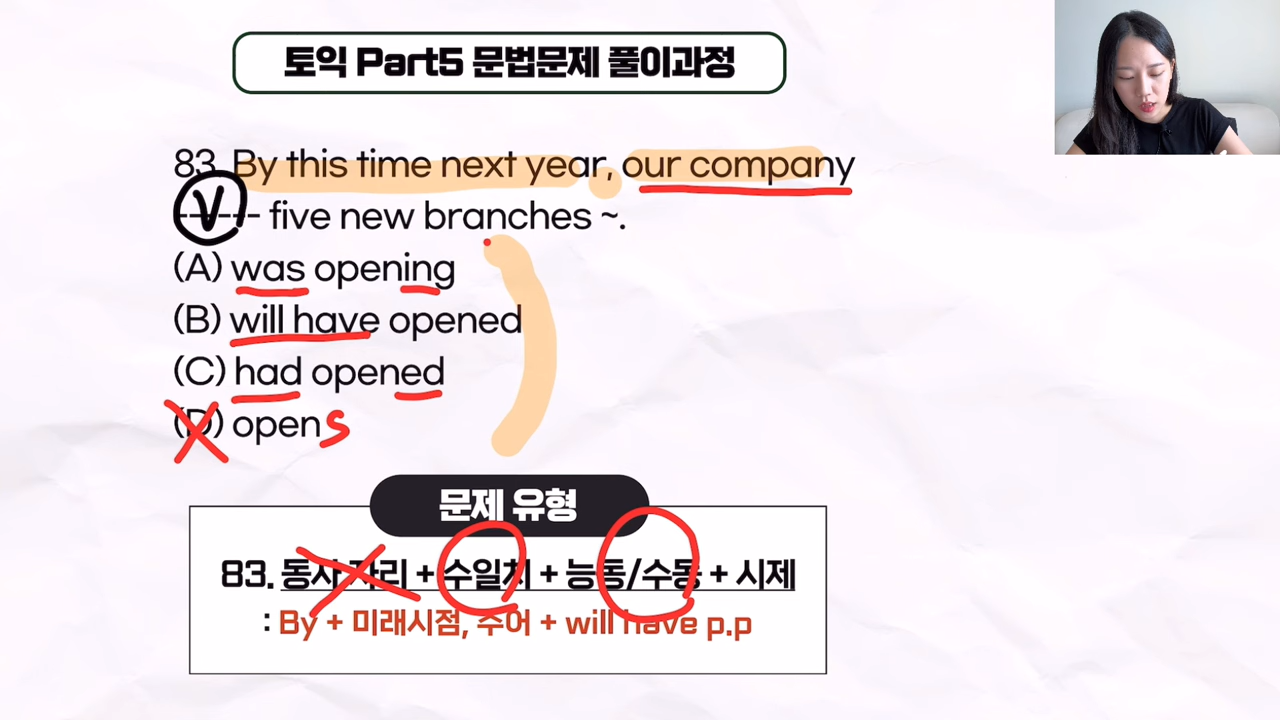 토익 Part5 문법문제 풀이과정
83. By this time next year, our company
V ------ five new branches ~.
(A) was opening
(B) will have opened
(C) had opened
(D) opens
문제 유형
83. 동사 자리 + 수일치 + 능동/수동 + 시제
: By + 미래시점, 주어 + will have p.p